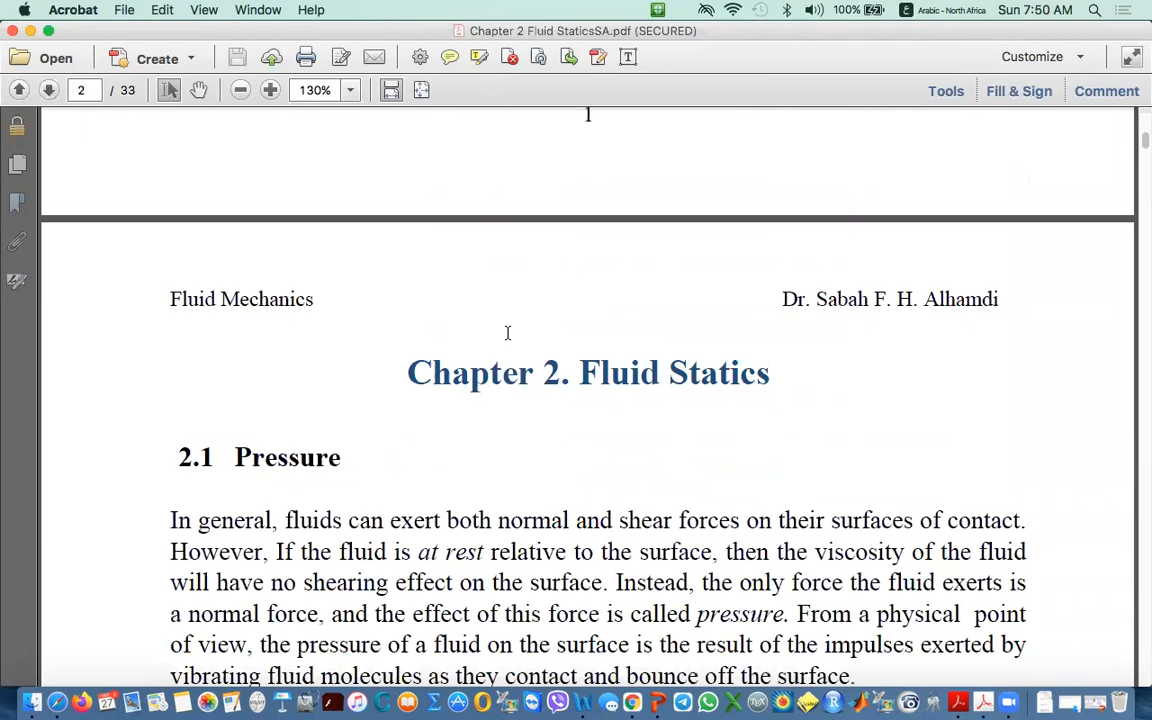 Acrobat File Edit View Window Help 100% ع Arabic - North Africa Sun 7:50 AM
Chapter 2 Fluid StaticsSA.pdf (SECURED)
Open Create Customize
2 / 33 130% Tools Fill & Sign Comment
1
Fluid Mechanics Dr. Sabah F. H. Alhamdi
Chapter 2. Fluid Statics
2.1 Pressure
In general, fluids can exert both normal and shear forces on their surfaces of contact.
However, If the fluid is at rest relative to the surface, then the viscosity of the fluid
will have no shearing effect on the surface. Instead, the only force the fluid exerts is
a normal force, and the effect of this force is called pressure. From a physical point
of view, the pressure of a fluid on the surface is the result of the impulses exerted by
vibrating fluid molecules as they contact and bounce off the surface.